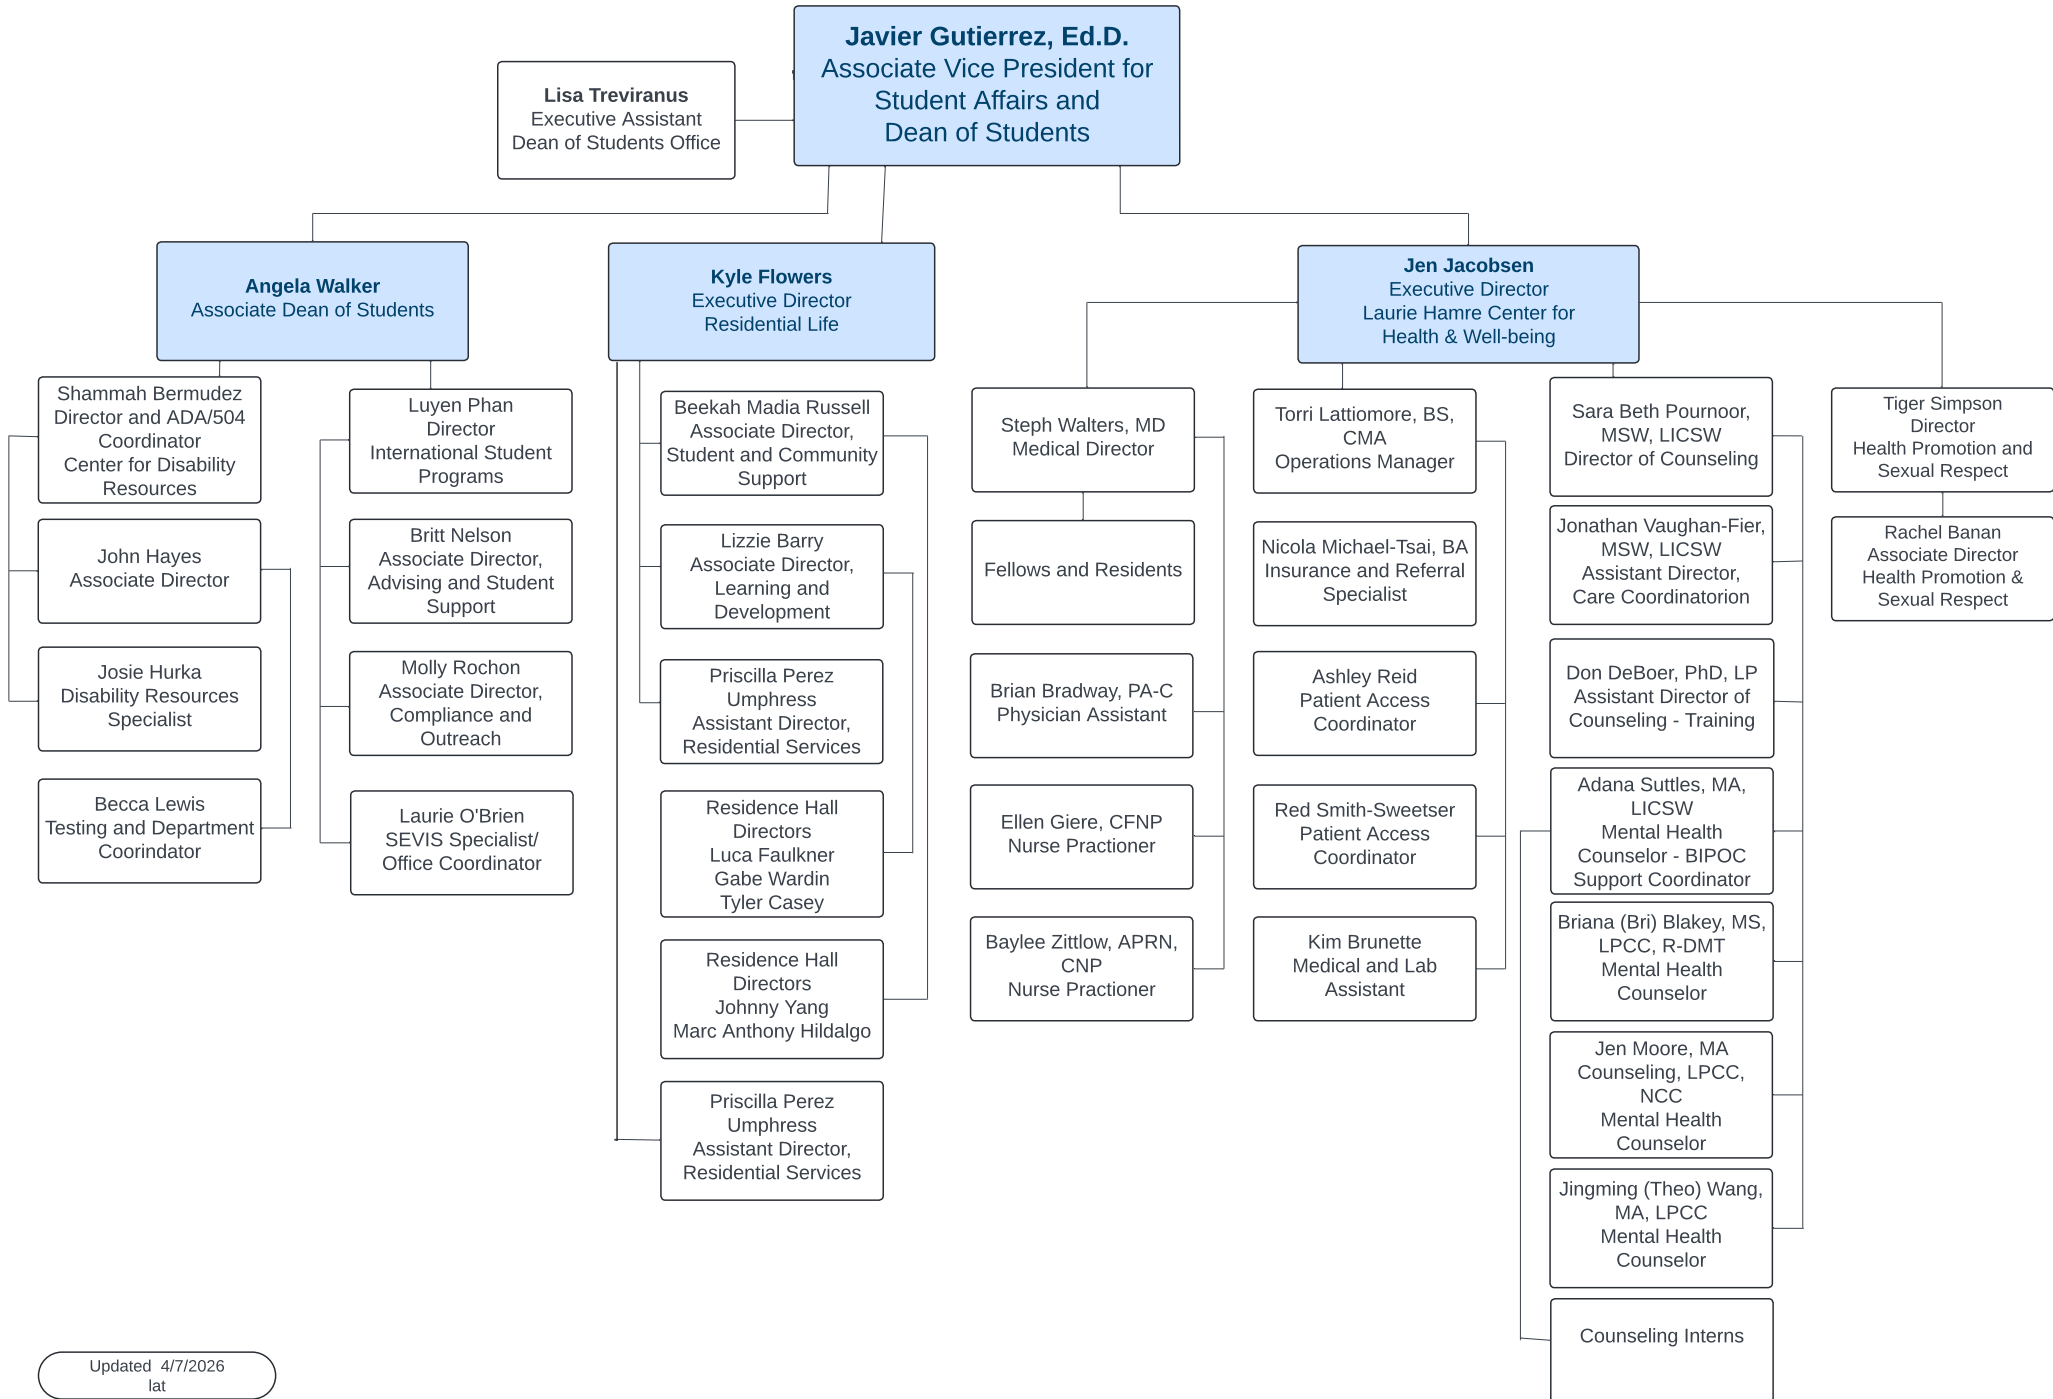 Javier Gutierrez, Ed.D.
Associate Vice President for
Student Affairs and
Dean of Students
Lisa Treviranus
Executive Assistant
Dean of Students Office
Angela Walker
Associate Dean of Students
Kyle Flowers
Executive Director
Residential Life
Jen Jacobsen
Executive Director
Laurie Hamre Center for
Health & Well-being
Shammah Bermudez
Director and ADA/504
Coordinator
Center for Disability
Resources
John Hayes
Associate Director
Josie Hurka
Disability Resources
Specialist
Becca Lewis
Testing and Department
Coorindator
Luyen Phan
Director
International Student
Programs
Britt Nelson
Associate Director,
Advising and Student
Support
Molly Rochon
Associate Director,
Compliance and
Outreach
Laurie O'Brien
SEVIS Specialist/
Office Coordinator
Beekah Madia Russell
Associate Director,
Student and Community
Support
Lizzie Barry
Associate Director,
Learning and
Development
Priscilla Perez
Umphress
Assistant Director,
Residential Services
Residence Hall
Directors
Luca Faulkner
Gabe Wardin
Tyler Casey
Residence Hall
Directors
Johnny Yang
Marc Anthony Hildalgo
Priscilla Perez
Umphress
Assistant Director,
Residential Services
Steph Walters, MD
Medical Director
Fellows and Residents
Brian Bradway, PA-C
Physician Assistant
Ellen Giere, CFNP
Nurse Practioner
Baylee Zittlow, APRN,
CNP
Nurse Practioner
Torri Lattiomore, BS,
CMA
Operations Manager
Nicola Michael-Tsai, BA
Insurance and Referral
Specialist
Ashley Reid
Patient Access
Coordinator
Red Smith-Sweetser
Patient Access
Coordinator
Kim Brunette
Medical and Lab
Assistant
Sara Beth Pournoor,
MSW, LICSW
Director of Counseling
Jonathan Vaughan-Fier,
MSW, LICSW
Assistant Director,
Care Coordinatorion
Don DeBoer, PhD, LP
Assistant Director of
Counseling - Training
Adana Suttles, MA,
LICSW
Mental Health
Counselor - BIPOC
Support Coordinator
Briana (Bri) Blakey, MS,
LPCC, R-DMT
Mental Health
Counselor
Jen Moore, MA
Counseling, LPCC,
NCC
Mental Health
Counselor
Jingming (Theo) Wang,
MA, LPCC
Mental Health
Counselor
Counseling Interns
Tiger Simpson
Director
Health Promotion and
Sexual Respect
Rachel Banan
Associate Director
Health Promotion &
Sexual Respect
Updated 4/7/2026
lat